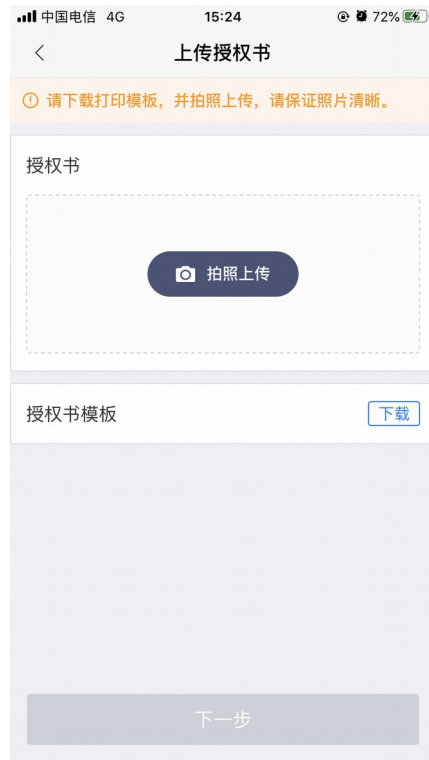 中国电信 4G 15:24 72%
上传授权书
请下载打印模板，并拍照上传，请保证照片清晰。
授权书
拍照上传
授权书模板 下载
下一步